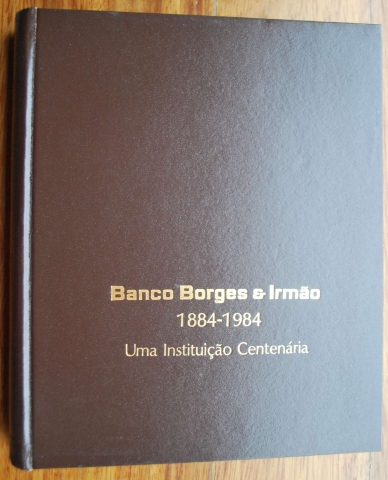 Banco Borges & Irmão
1884-1984
Uma Instituição Centenária